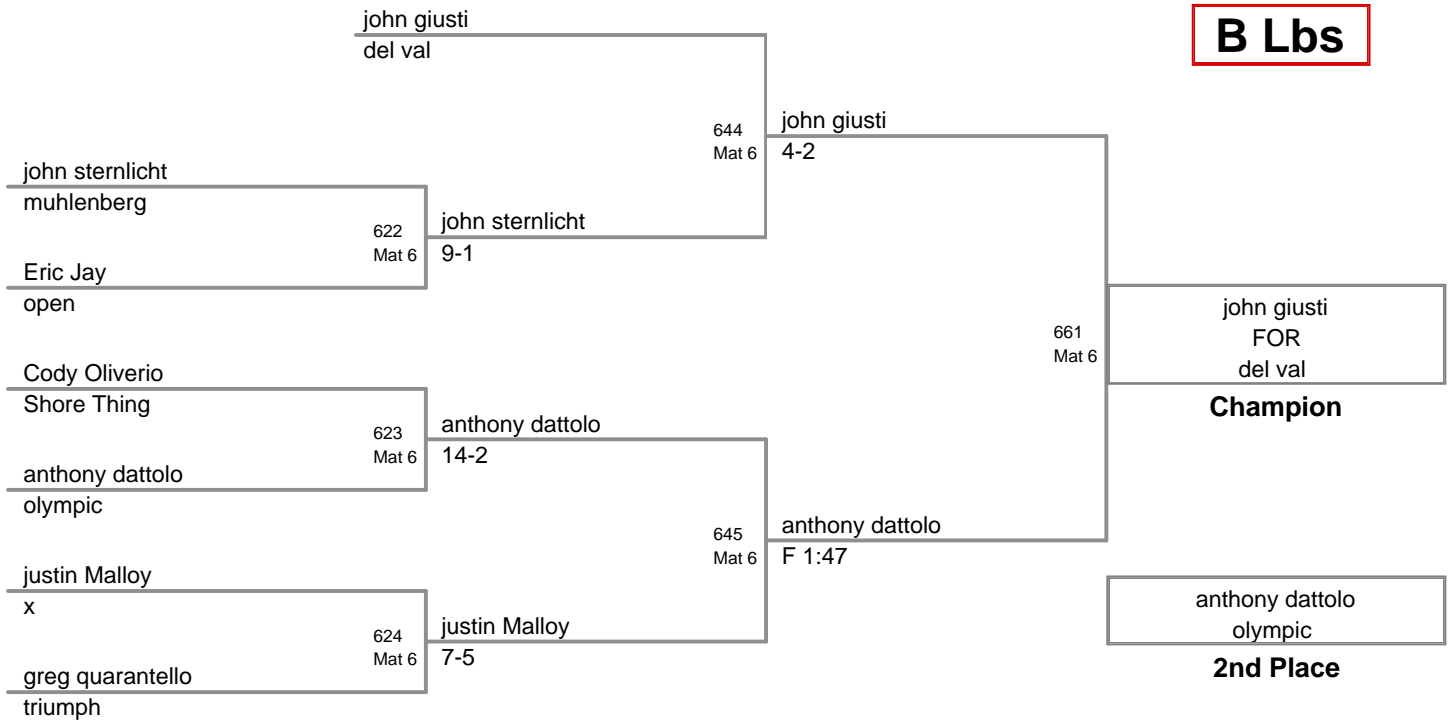 john giusti
del val
B Lbs
644
Mat 6
john giusti
4-2
john sternlicht
muhlenberg
622
Mat 6
john sternlicht
9-1
Eric Jay
open
661
Mat 6
john giusti
FOR
del val
Champion
Cody Oliverio
Shore Thing
623
Mat 6
anthony dattolo
14-2
anthony dattolo
olympic
645
Mat 6
anthony dattolo
F 1:47
justin Malloy
x
624
Mat 6
justin Malloy
7-5
greg quarantello
triumph
anthony dattolo
olympic
2nd Place